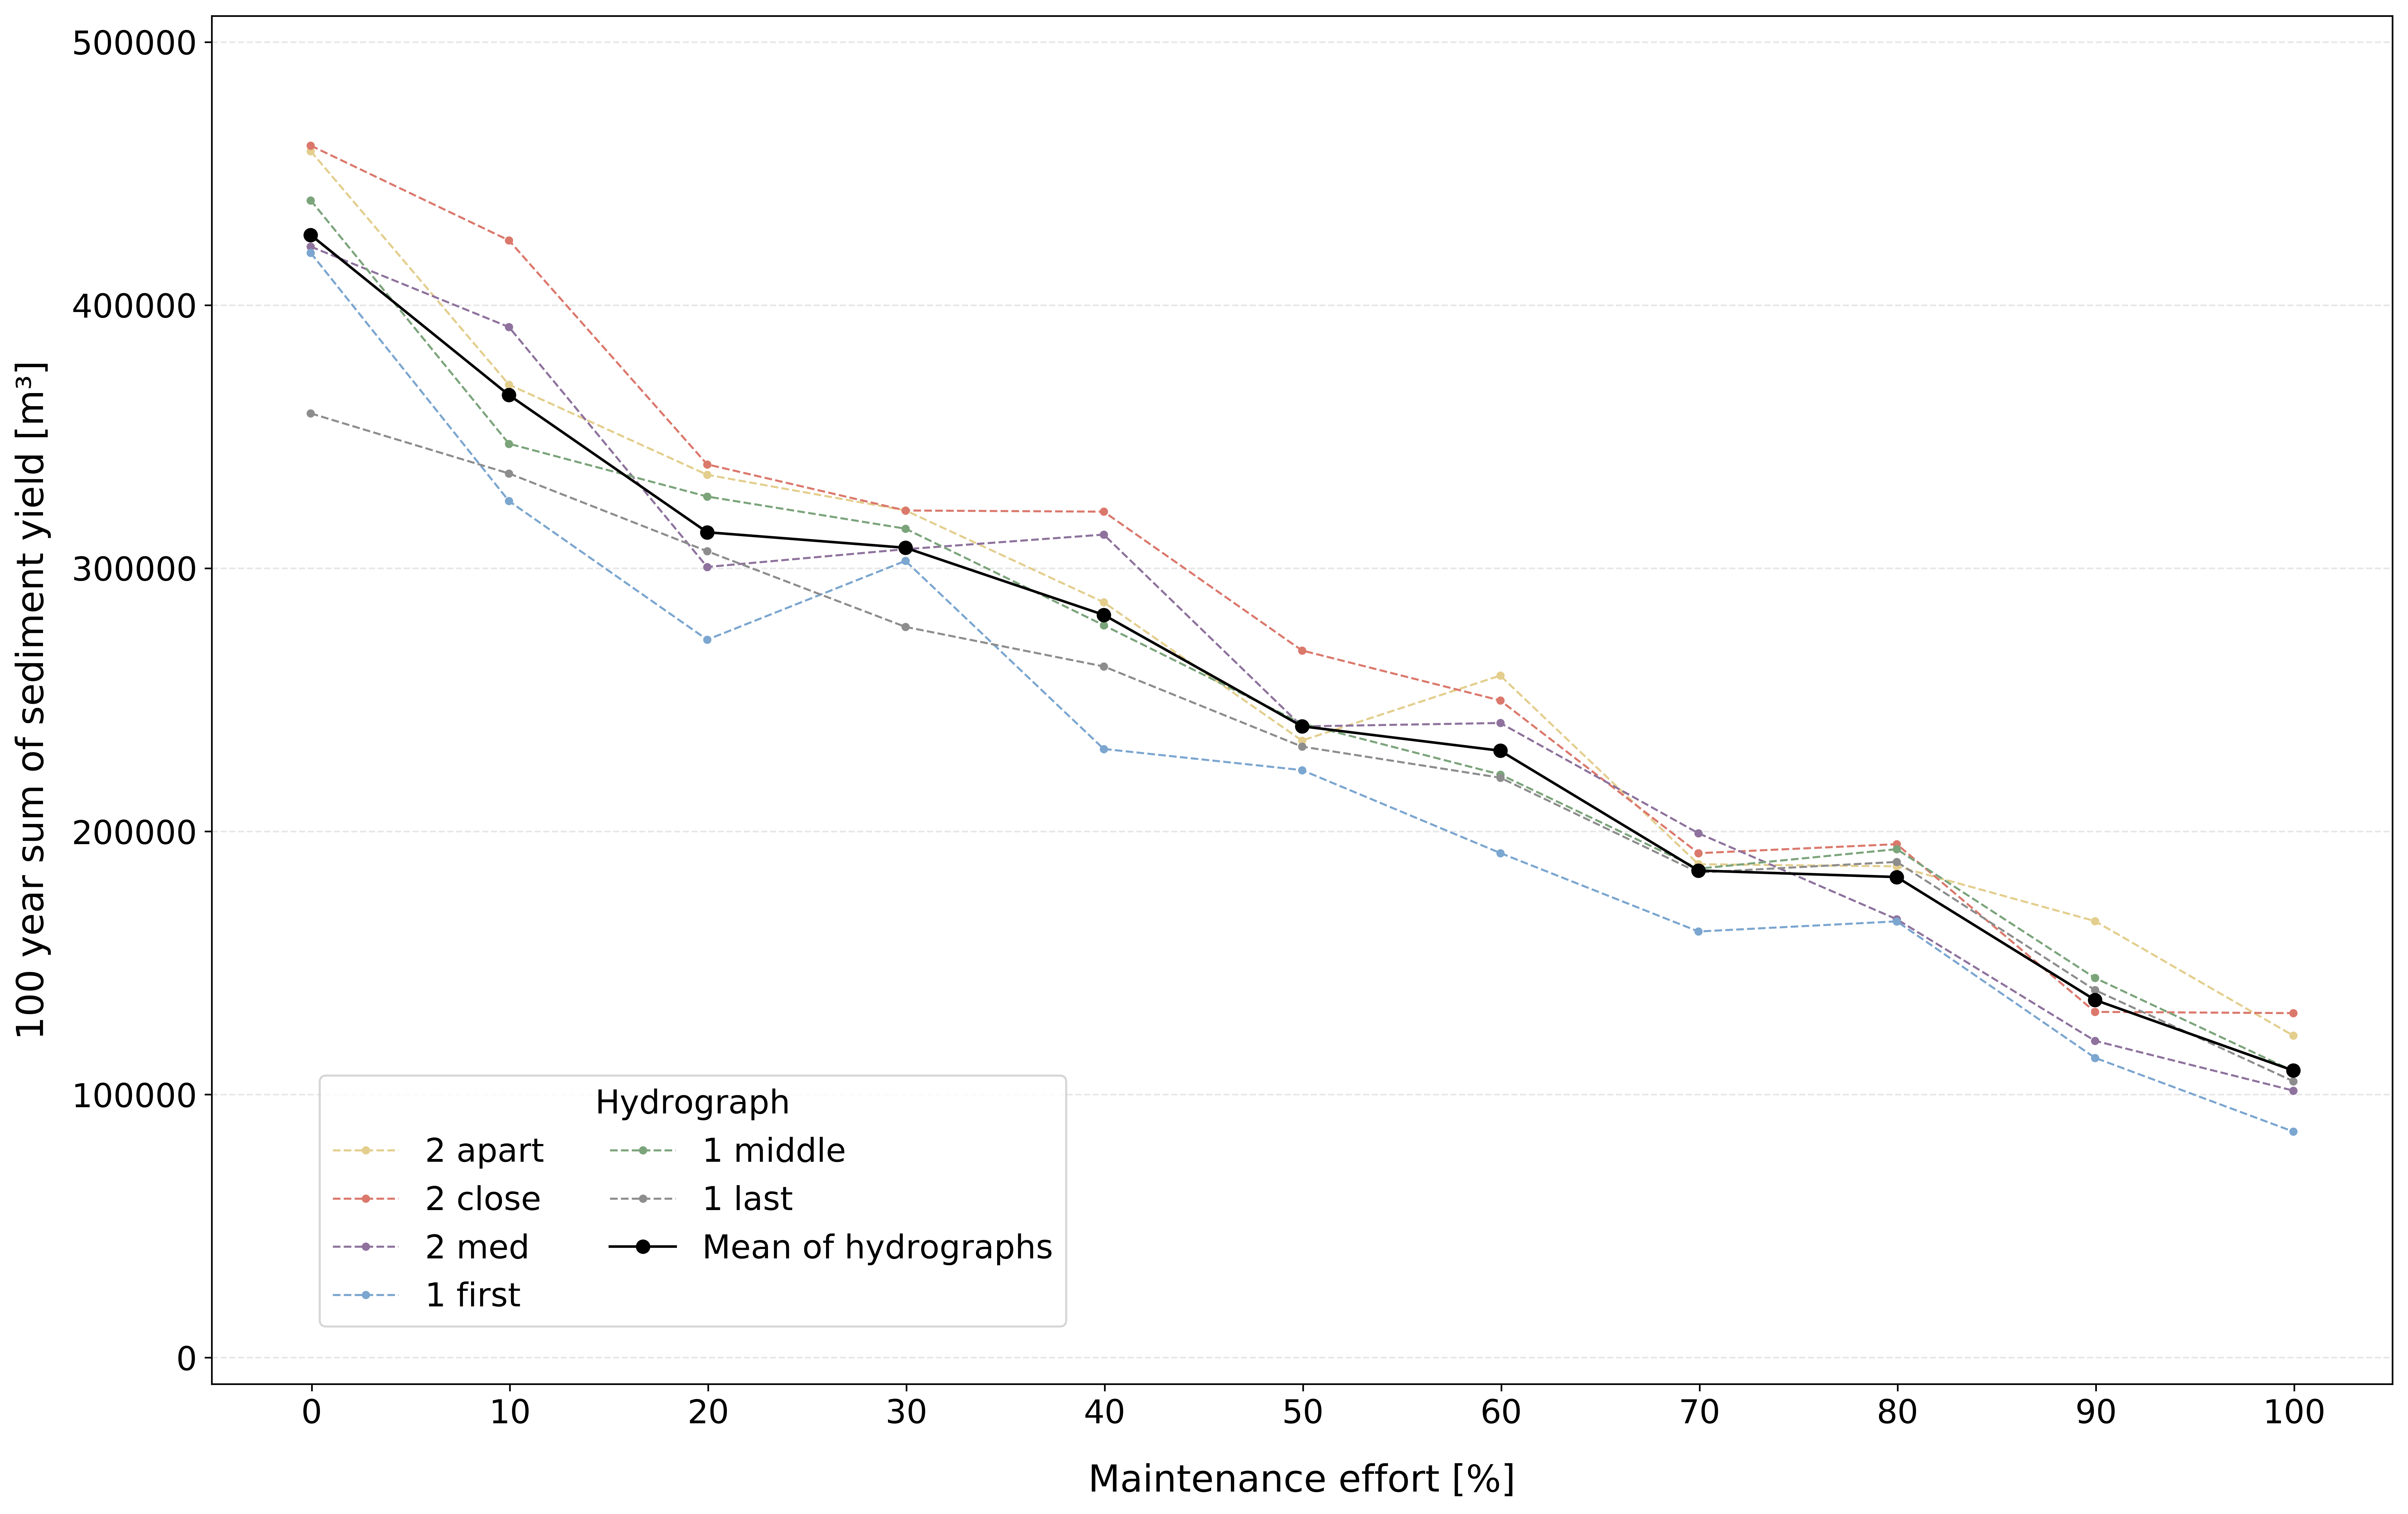 500000
400000
300000
200000
100000
0
100 year sum of sediment yield [m³]
Hydrograph
2 apart
2 close
2 med
1 first
1 middle
1 last
Mean of hydrographs
0 10 20 30 40 50 60 70 80 90 100
Maintenance effort [%]